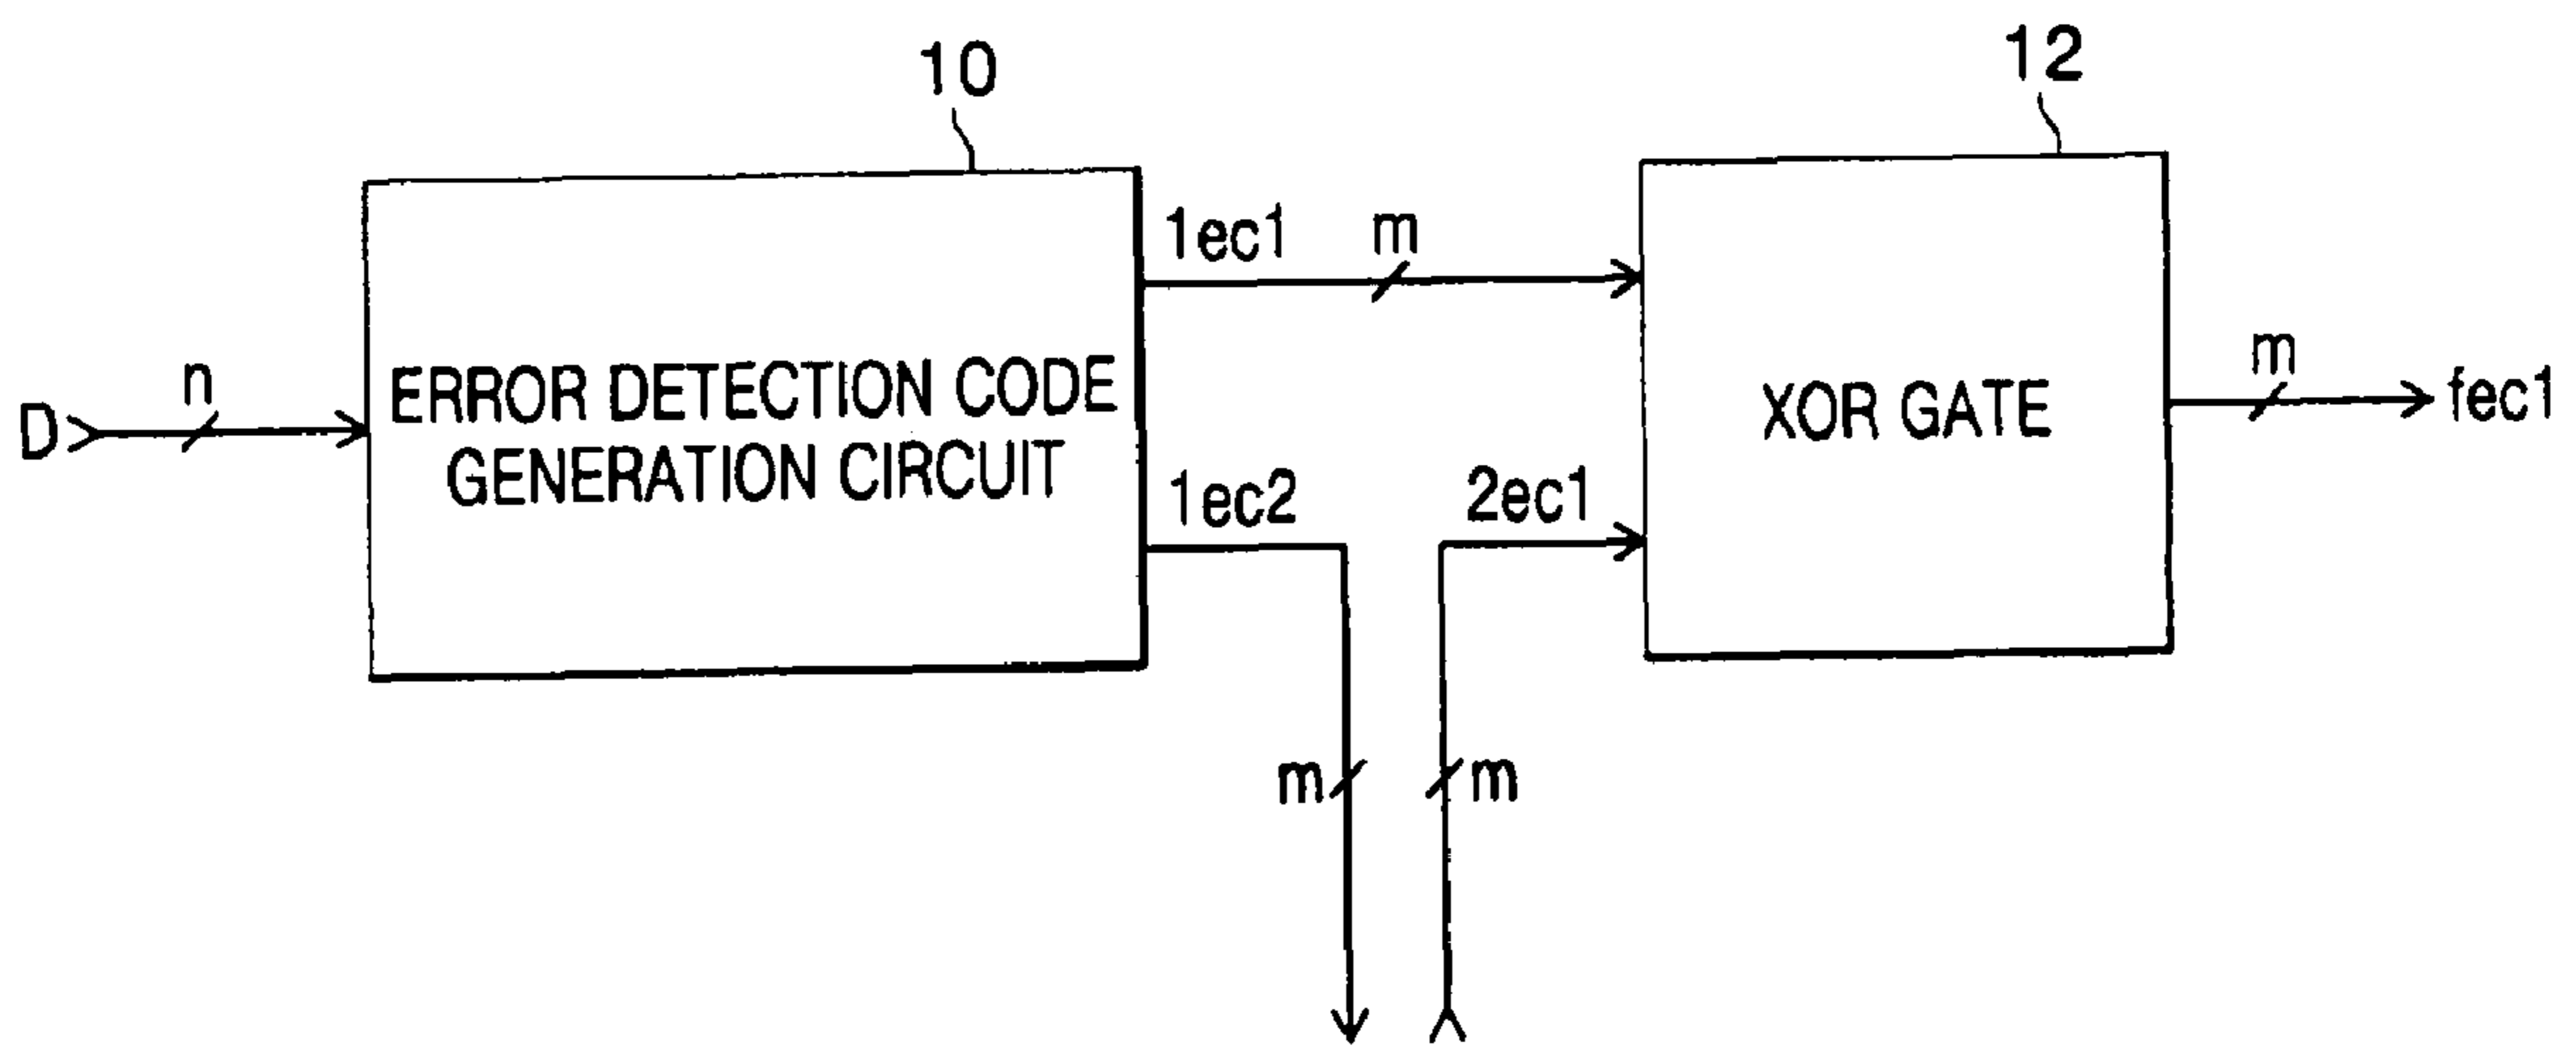 10
12
1ec1
m
n
D
ERROR DETECTION CODE
GENERATION CIRCUIT
XOR GATE
m
fec1
1ec2
2ec1
m
m